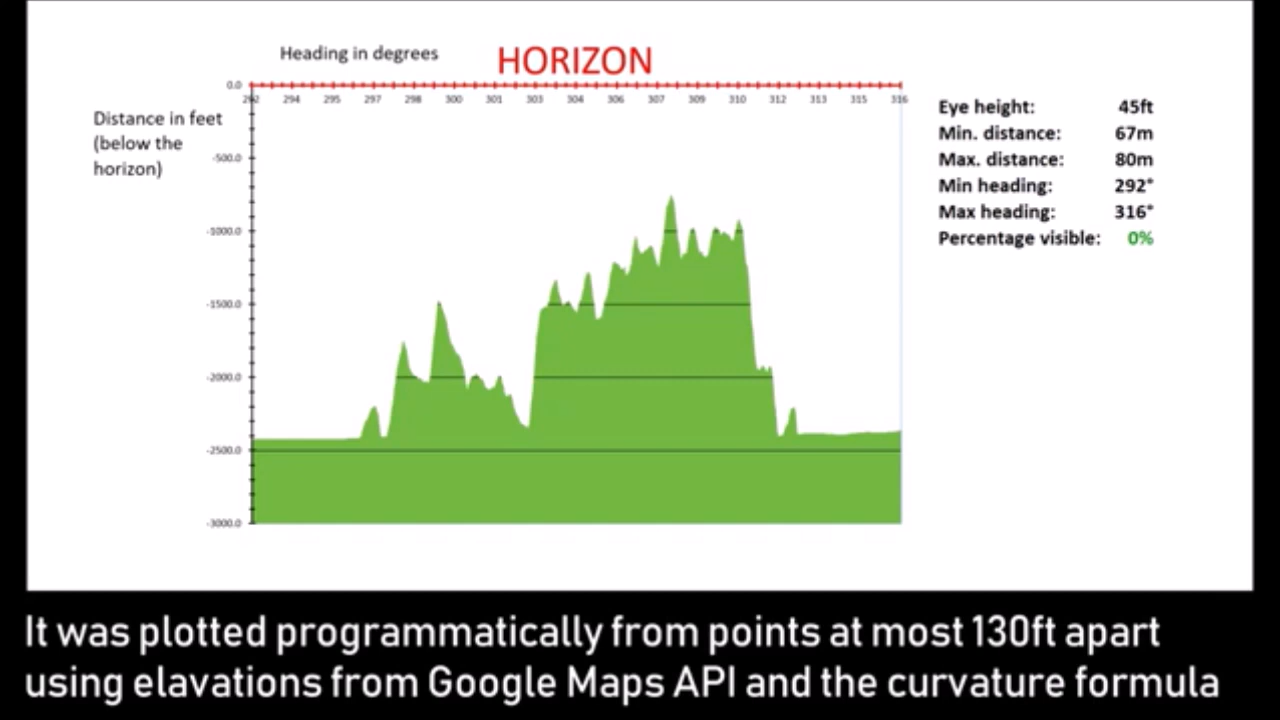 Heading in degrees
HORIZON
0.0
292 294 295 297 298 300 301 303 304 306 307 309 310 312 313 315 316
Distance in feet
(below the
horizon)
-500.0
-1000.0
-1500.0
-2000.0
-2500.0
-3000.0
Eye height: 45ft
Min. distance: 67m
Max. distance: 80m
Min heading: 292°
Max heading: 316°
Percentage visible: 0%
It was plotted programmatically from points at most 130ft apart
using elavations from Google Maps API and the curvature formula